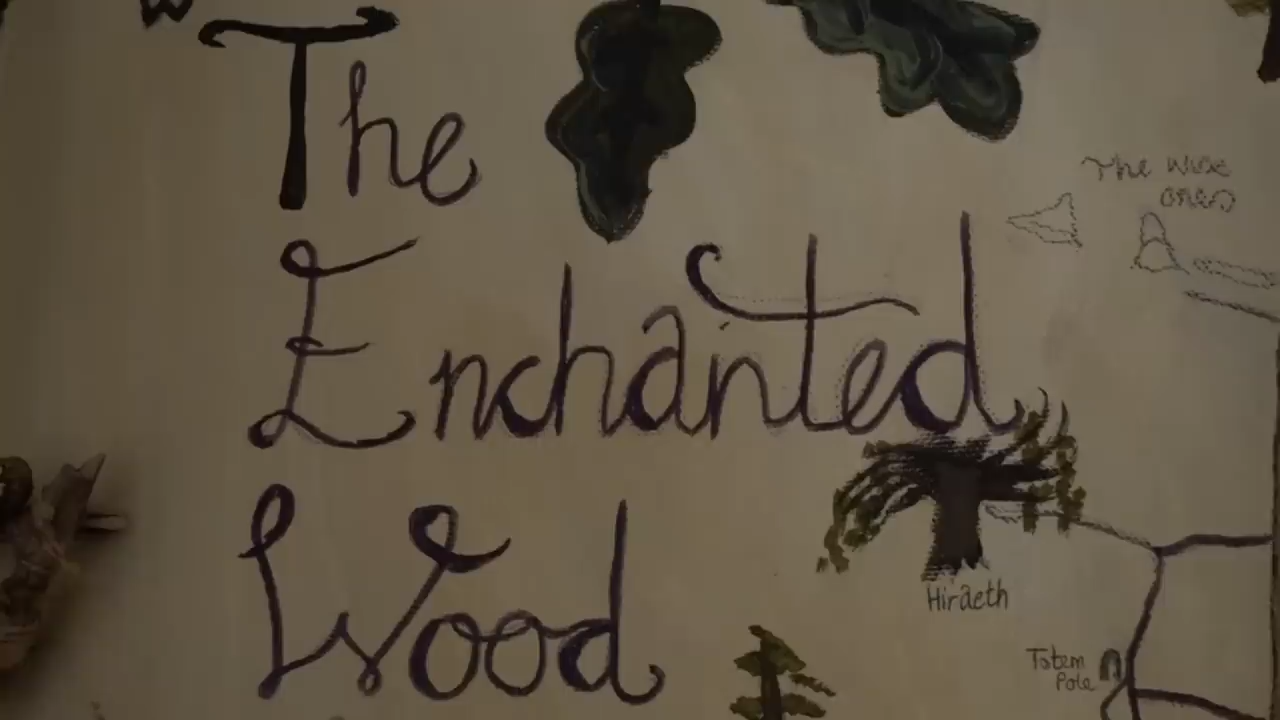 W
The
The Wise
ones
Enchanted
Hiraeth
Wood
Totem
Pole